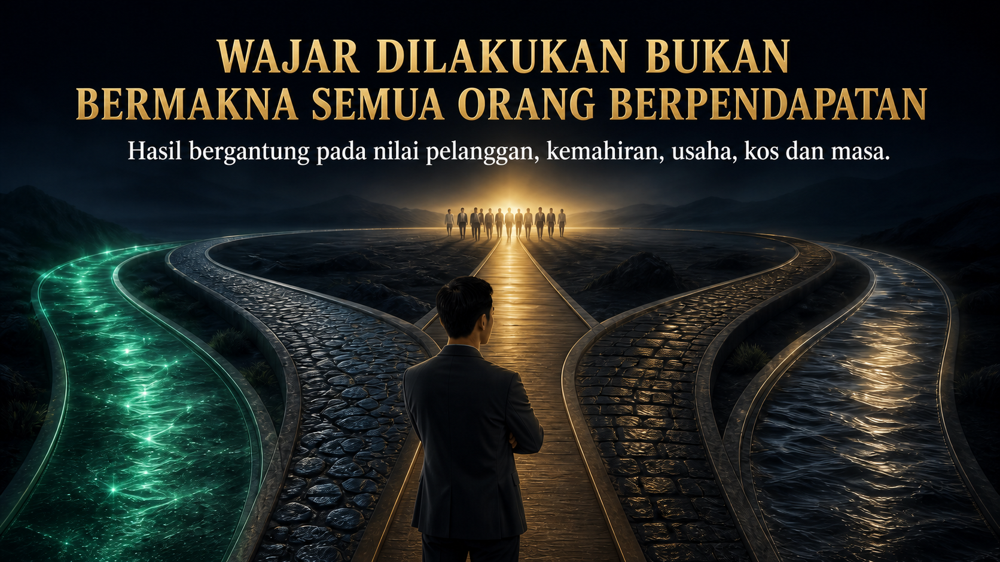 WAJAR DILAKUKAN BUKAN
BERMAKNA SEMUA ORANG BERPENDAPATAN
Hasil bergantung pada nilai pelanggan, kemahiran, usaha, kos dan masa.